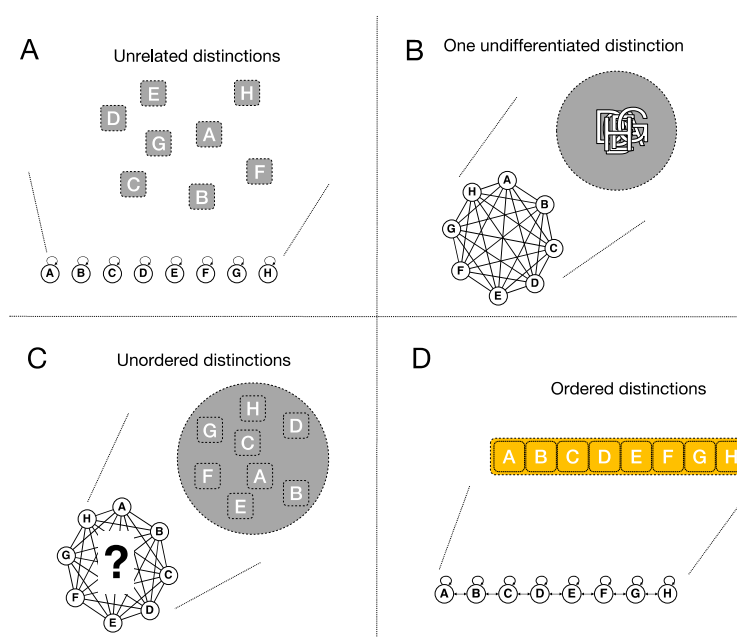 A
Unrelated distinctions
E
H
D
A
G
F
C
B
A B C D E F G H
B
One undifferentiated distinction
A
H
B
G
C
F
D
E
C
Unordered distinctions
H
D
G
C
F
A
B
E
A
H
B
?
G
C
F
D
E
D
Ordered distinctions
A B C D E F G H
A B C D E F G H